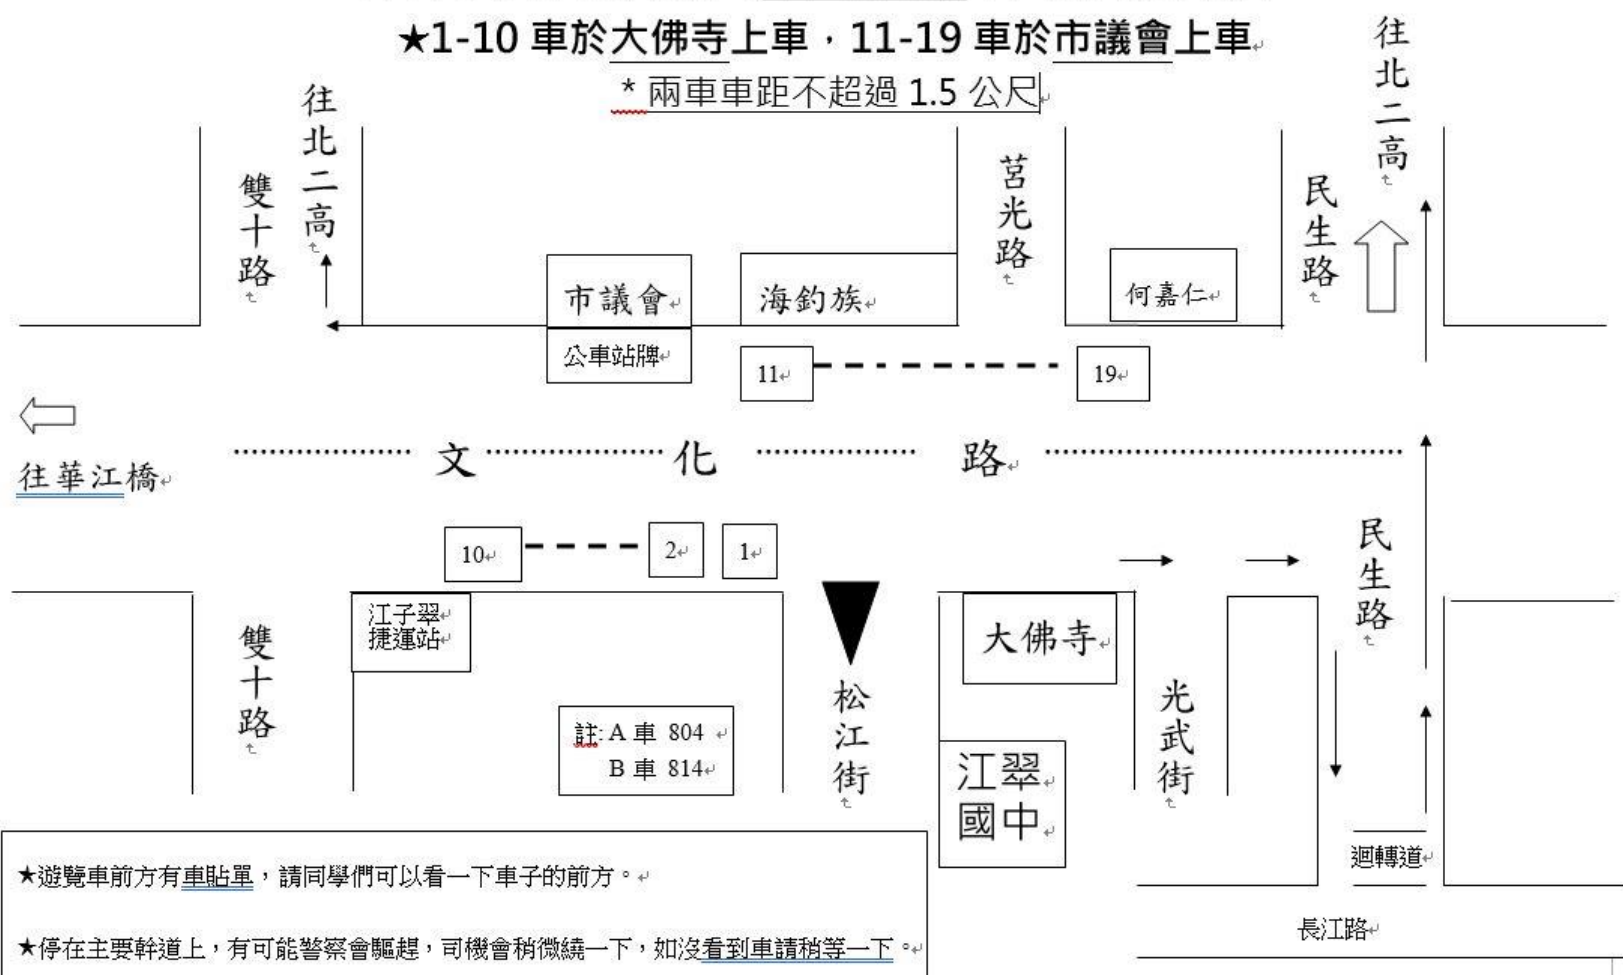 ★1-10 車於大佛寺上車，11-19 車於市議會上車
* 兩車車距不超過 1.5 公尺
往北二高
往北二高
雙十路
莒光路
民生路
市議會
海釣族
何嘉仁
公車站牌
11
19
往華江橋
文化路
10
2
1
民生路
江子翠
捷運站
大佛寺
雙十路
松江街
光武街
註: A 車 804
B 車 814
江翠
國中
迴轉道
★遊覽車前方有車貼單，請同學們可以看一下車子的前方。
長江路
★停在主要幹道上，有可能警察會驅趕，司機會稍微繞一下，如沒看到車請稍等一下。